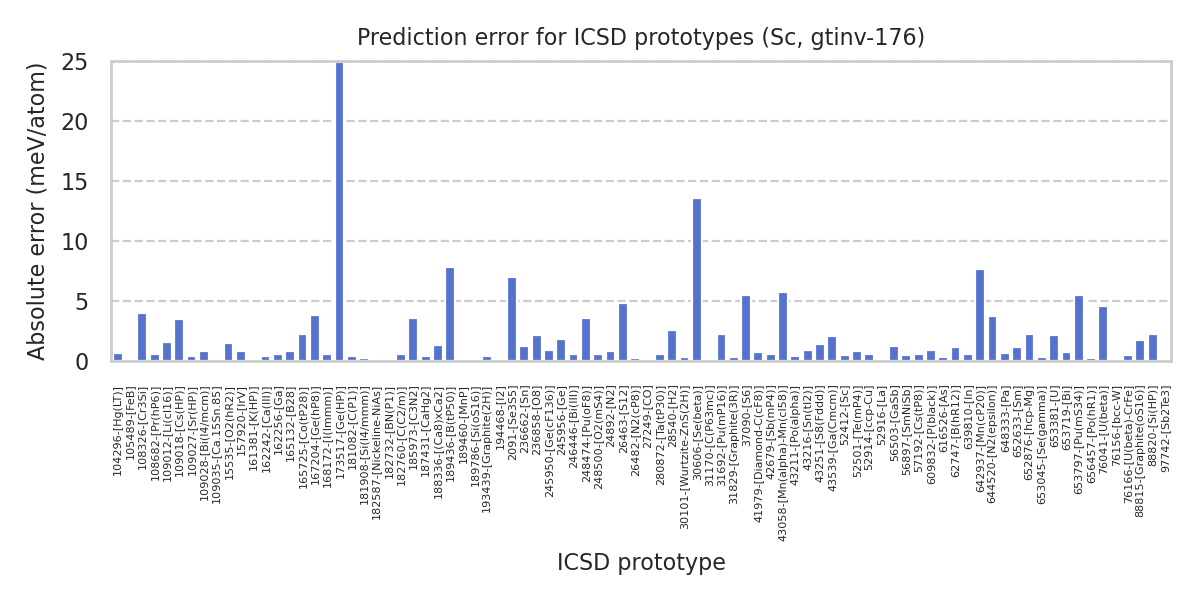 Prediction error for ICSD prototypes (Sc, gtinv-176)
Absolute error (meV/atom)
25
20
15
10
5
0
104296-[Hg(LT)]
105489-[FeB]
108326-[Cr3Si]
108682-[Pr(hP6)]
109012-[Li(cI16)]
109018-[Cs(HP)]
109027-[Sr(HP)]
109028-[Bi(I4/mcm)]
109035-[Ca.15Sn.85]
15535-[O2(hR2)]
157920-[IrV]
161381-[K(HP)]
162242-[Ca(III)]
162256-[Ga]
165132-[B28]
165725-[Co(tP28)]
167204-[Ge(hP8)]
168172-[I(Immm)]
173517-[Ge(HP)]
181082-[C(P1)]
181908-[Si(I4/mmm)]
182587-[Nickeline-NiAs]
182732-[BN(P1)]
182760-[C(C2/m)]
185973-[C3N2]
187431-[CaHg2]
188336-[(Ca8)xCa2]
189436-[B(tP50)]
189460-[MnP]
189786-[Si(oS16)]
193439-[Graphite(2H)]
194468-[I2]
2091-[Se3S5]
236662-[Sn]
236858-[O8]
245950-[Ge(cF136)]
245956-[Ge]
246446-[Bi(III)]
248474-[Pu(oF8)]
248500-[O2(mS4)]
24892-[N2]
26463-[S12]
26482-[N2(cP8)]
27249-[CO]
280872-[Ta(tP30)]
28540-[H2]
30101-[Wurtzite-ZnS(2H)]
30606-[Se(beta)]
31170-[C(P63mc)]
31692-[Pu(mP16)]
31829-[Graphite(3R)]
37090-[S6]
41979-[Diamond-C(cF8)]
42679-[Sb(mP4)]
43058-[Mn(alpha)-Mn(cI58)]
43211-[Po(alpha)]
43216-[Sn(tI2)]
43251-[S8(Fddd)]
43539-[Ga(Cmcm)]
52412-[Sc]
52501-[Te(mP4)]
52914-[fcc-Cu]
52916-[La]
56503-[GaSb]
56897-[SmNiSb]
57192-[Cs(tP8)]
609832-[P(black)]
616526-[As]
62747-[B(hR12)]
639810-[In]
642937-[Mn(cP20)]
644520-[N2(epsilon)]
648333-[Pa]
652633-[Sm]
652876-[hcp-Mg]
653045-[Se(gamma)]
653381-[U]
653719-[Bi]
653797-[Pu(mS34)]
656457-[Po(hR1)]
76041-[U(beta)]
76156-[bcc-W]
76166-[U(beta)-CrFe]
88815-[Graphite(oS16)]
88820-[Si(HP)]
97742-[Sb2Te3]
ICSD prototype